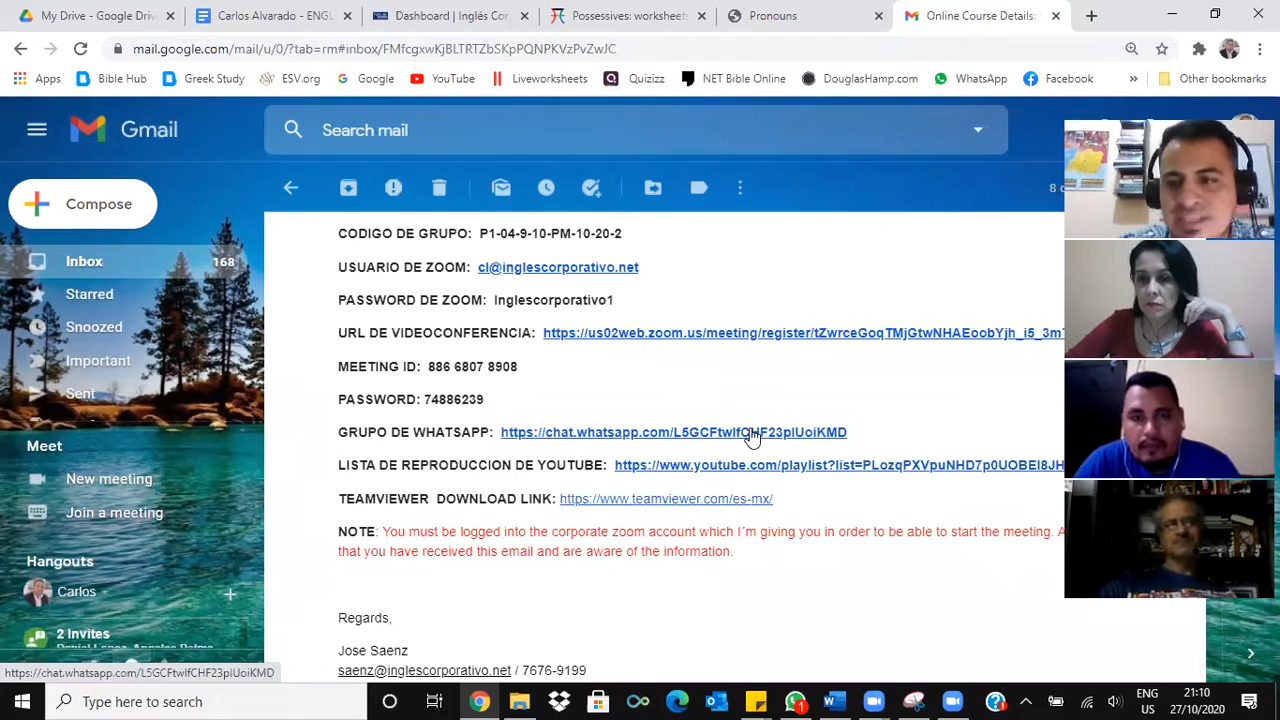 My Drive - Google Drive
Carlos Alvarado - ENGL
Dashboard | Inglés Cor
Possessives: worksheets
Pronouns
Online Course Details:
mail.google.com/mail/u/0/?tab=rm#inbox/FMfcgxwKjBLTRTZbSKpPQNPKVzPvZwJC
Apps
Bible Hub
Greek Study
ESV.org
Google
YouTube
Liveworksheets
Quizizz
NET Bible Online
DouglasHamp.com
WhatsApp
Facebook
»
Other bookmarks
Gmail
Search mail
Compose
8
Inbox 168
Starred
Snoozed
Important
Sent
Meet
New meeting
Join a meeting
Hangouts
Carlos
2 Invites
CODIGO DE GRUPO: P1-04-9-10-PM-10-20-2
USUARIO DE ZOOM: cl@inglescorporativo.net
PASSWORD DE ZOOM: Inglescorporativo1
URL DE VIDEOCONFERENCIA: https://us02web.zoom.us/meeting/register/tZwrceGoqTMjGtwNHAEoobYjh_i5_3m
MEETING ID: 886 6807 8908
PASSWORD: 74886239
GRUPO DE WHATSAPP: https://chat.whatsapp.com/L5GCFtwIfCHF23plUoiKMD
LISTA DE REPRODUCCION DE YOUTUBE: https://www.youtube.com/playlist?list=PLozqPXVpuNHD7p0UOBEI8JH
TEAMVIEWER DOWNLOAD LINK: https://www.teamviewer.com/es-mx/
NOTE: You must be logged into the corporate zoom account which I´m giving you in order to be able to start the meeting. A
that you have received this email and are aware of the information.
Regards,
Jose Saenz
saenz@inglescorporativo.net / 7676-9199
https://chat.whatsapp.com/L5GCFtwIfCHF23plUoiKMD
Type here to search
ENG
LM
21:10
27/10/2020